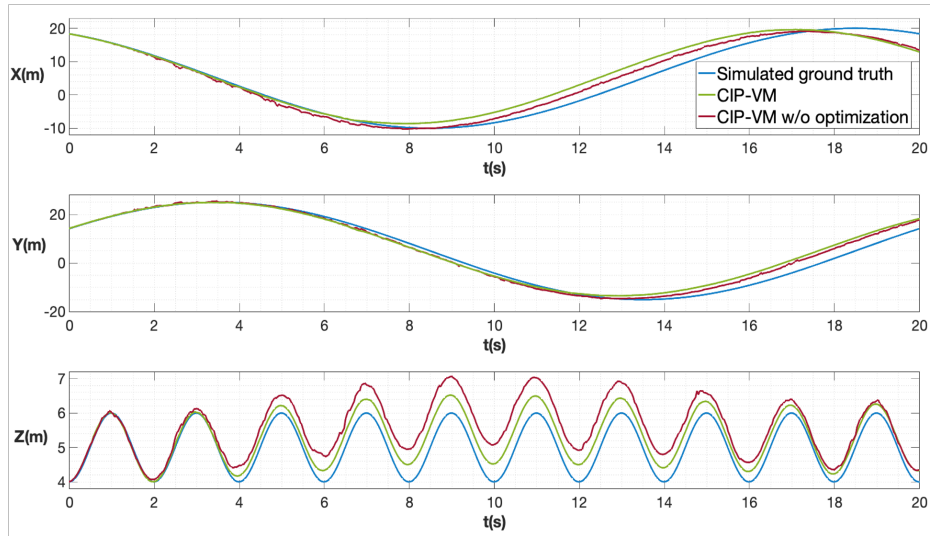 20
10
X(m)
0
-10
0 2 4 6 8 10 12 14 16 18 20
t(s)
Simulated ground truth
CIP-VM
CIP-VM w/o optimization
20
Y(m)
0
-20
0 2 4 6 8 10 12 14 16 18 20
t(s)
7
6
Z(m)
5
4
0 2 4 6 8 10 12 14 16 18 20
t(s)